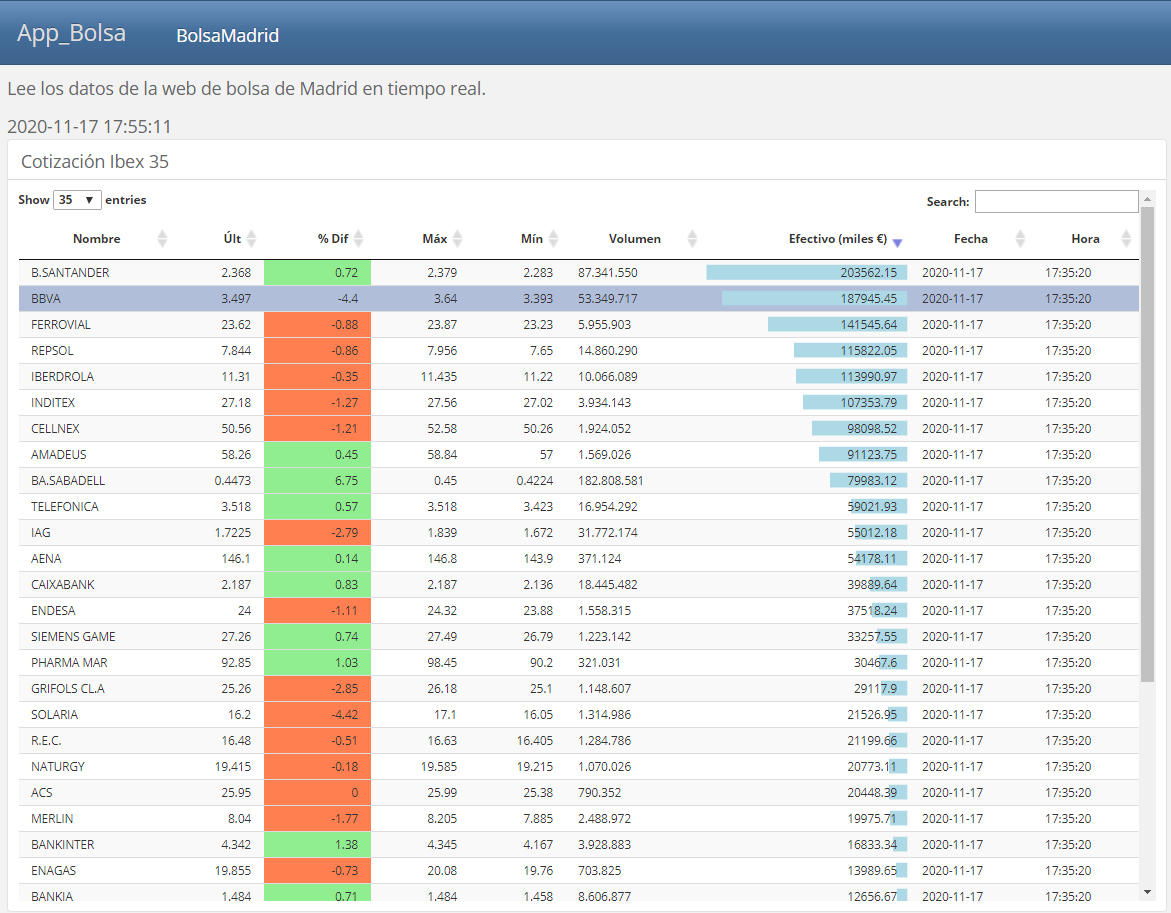 App_Bolsa BolsaMadrid
Lee los datos de la web de bolsa de Madrid en tiempo real.
2020-11-17 17:55:11
Cotización Ibex 35
Show 35 entries Search:
Nombre Últ % Dif Máx Mín Volumen Efectivo (miles €) Fecha Hora
B.SANTANDER 2.368 0.72 2.379 2.283 87.341.550 203562.15 2020-11-17 17:35:20
BBVA 3.497 -4.4 3.64 3.393 53.349.717 187945.45 2020-11-17 17:35:20
FERROVIAL 23.62 -0.88 23.87 23.23 5.955.903 141545.64 2020-11-17 17:35:20
REPSOL 7.844 -0.86 7.956 7.65 14.860.290 115822.05 2020-11-17 17:35:20
IBERDROLA 11.31 -0.35 11.435 11.22 10.066.089 113990.97 2020-11-17 17:35:20
INDITEX 27.18 -1.27 27.56 27.02 3.934.143 107353.79 2020-11-17 17:35:20
CELLNEX 50.56 -1.21 52.58 50.26 1.924.052 98098.52 2020-11-17 17:35:20
AMADEUS 58.26 0.45 58.84 57 1.569.026 91123.75 2020-11-17 17:35:20
BA.SABADELL 0.4473 6.75 0.45 0.4224 182.808.581 79983.12 2020-11-17 17:35:20
TELEFONICA 3.518 0.57 3.518 3.423 16.954.292 59021.93 2020-11-17 17:35:20
IAG 1.7225 -2.79 1.839 1.672 31.772.174 55012.18 2020-11-17 17:35:20
AENA 146.1 0.14 146.8 143.9 371.124 54178.11 2020-11-17 17:35:20
CAIXABANK 2.187 0.83 2.187 2.136 18.445.482 39889.64 2020-11-17 17:35:20
ENDESA 24 -1.11 24.32 23.88 1.558.315 37518.24 2020-11-17 17:35:20
SIEMENS GAME 27.26 0.74 27.49 26.79 1.223.142 33257.55 2020-11-17 17:35:20
PHARMA MAR 92.85 1.03 98.45 90.2 321.031 30467.6 2020-11-17 17:35:20
GRIFOLS CL.A 25.26 -2.85 26.18 25.1 1.148.607 29117.9 2020-11-17 17:35:20
SOLARIA 16.2 -4.42 17.1 16.05 1.314.986 21526.95 2020-11-17 17:35:20
R.E.C. 16.48 -0.51 16.63 16.405 1.284.786 21199.66 2020-11-17 17:35:20
NATURGY 19.415 -0.18 19.585 19.215 1.070.026 20773.11 2020-11-17 17:35:20
ACS 25.95 0 25.99 25.38 790.352 20448.39 2020-11-17 17:35:20
MERLIN 8.04 -1.77 8.205 7.885 2.488.972 19975.71 2020-11-17 17:35:20
BANKINTER 4.342 1.38 4.345 4.167 3.928.883 16833.34 2020-11-17 17:35:20
ENAGAS 19.855 -0.73 20.08 19.76 703.825 13989.65 2020-11-17 17:35:20
BANKIA 1.484 0.71 1.484 1.458 8.606.877 12656.67 2020-11-17 17:35:20